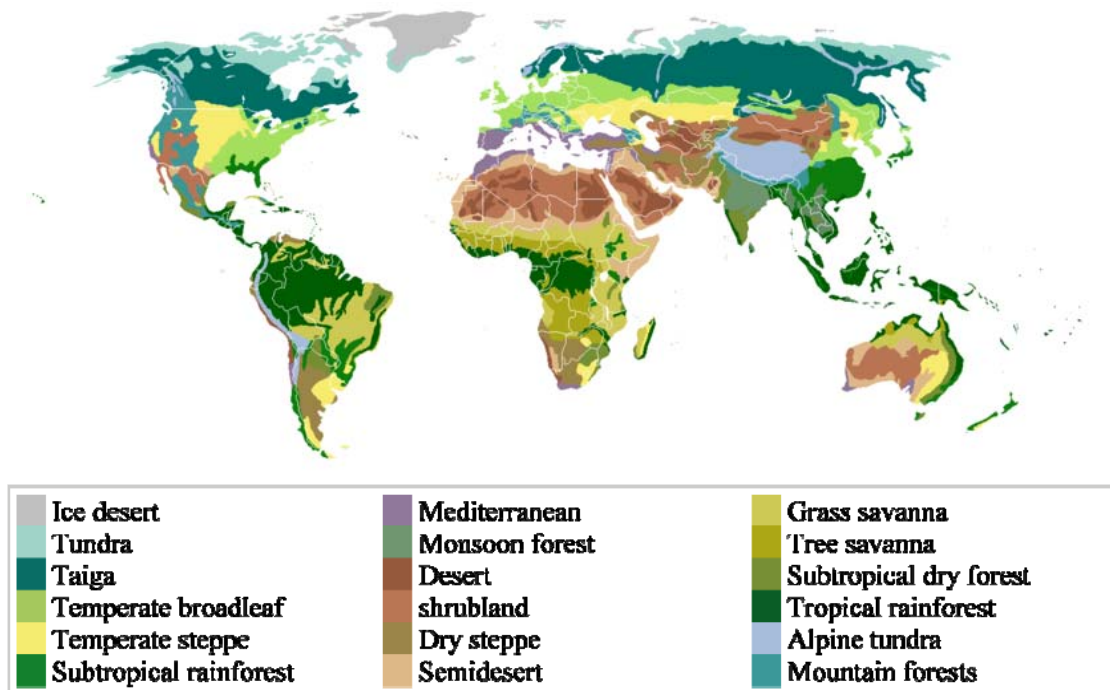 Ice desert
Tundra
Taiga
Temperate broadleaf
Temperate steppe
Subtropical rainforest
Mediterranean
Monsoon forest
Desert
shrubland
Dry steppe
Semidesert
Grass savanna
Tree savanna
Subtropical dry forest
Tropical rainforest
Alpine tundra
Mountain forests